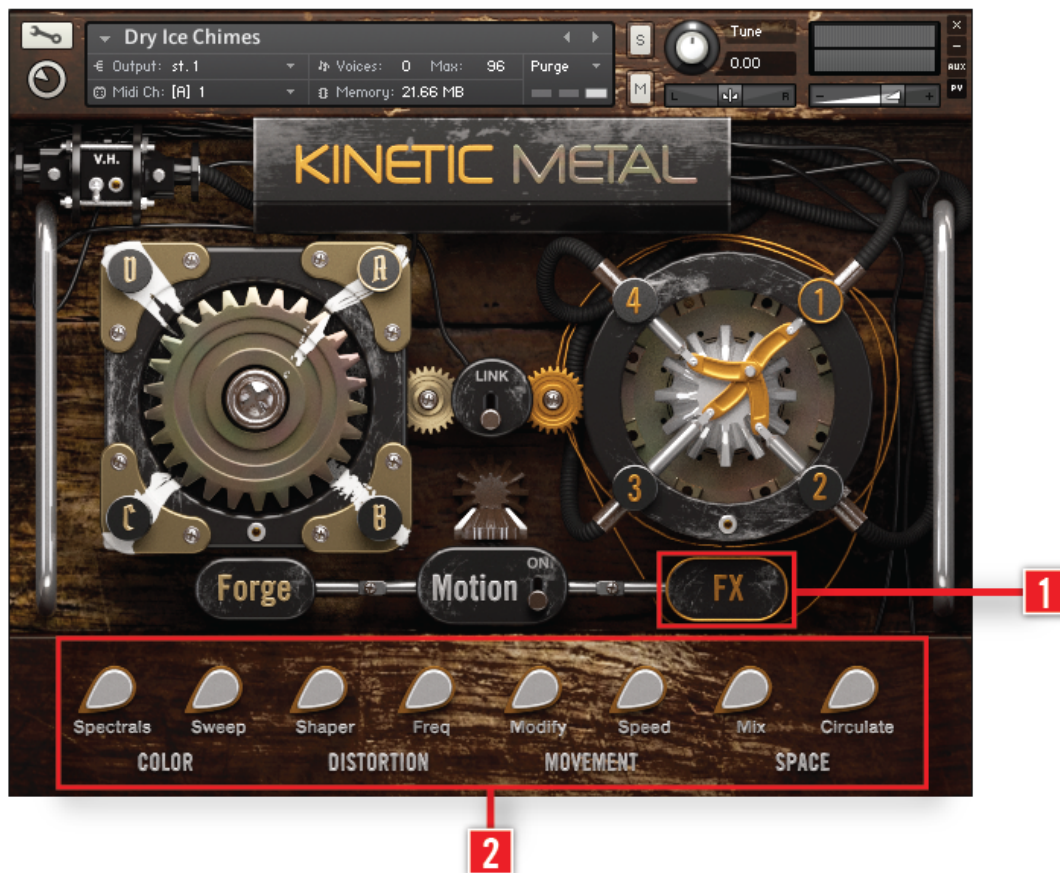 Dry Ice Chimes
Output: st.1
Voices: 0 Max: 96
Purge
Midi Ch: [A] 1
Memory: 21.66 MB
S
M
Tune
0.00
L
R
-
+
×
-
AUX
PV
V.H.
KINETIC METAL
D
A
C
B
LINK
4
1
3
2
Forge
Motion
ON
FX
1
Spectrals
Sweep
Shaper
Freq
Modify
Speed
Mix
Circulate
COLOR
DISTORTION
MOVEMENT
SPACE
2